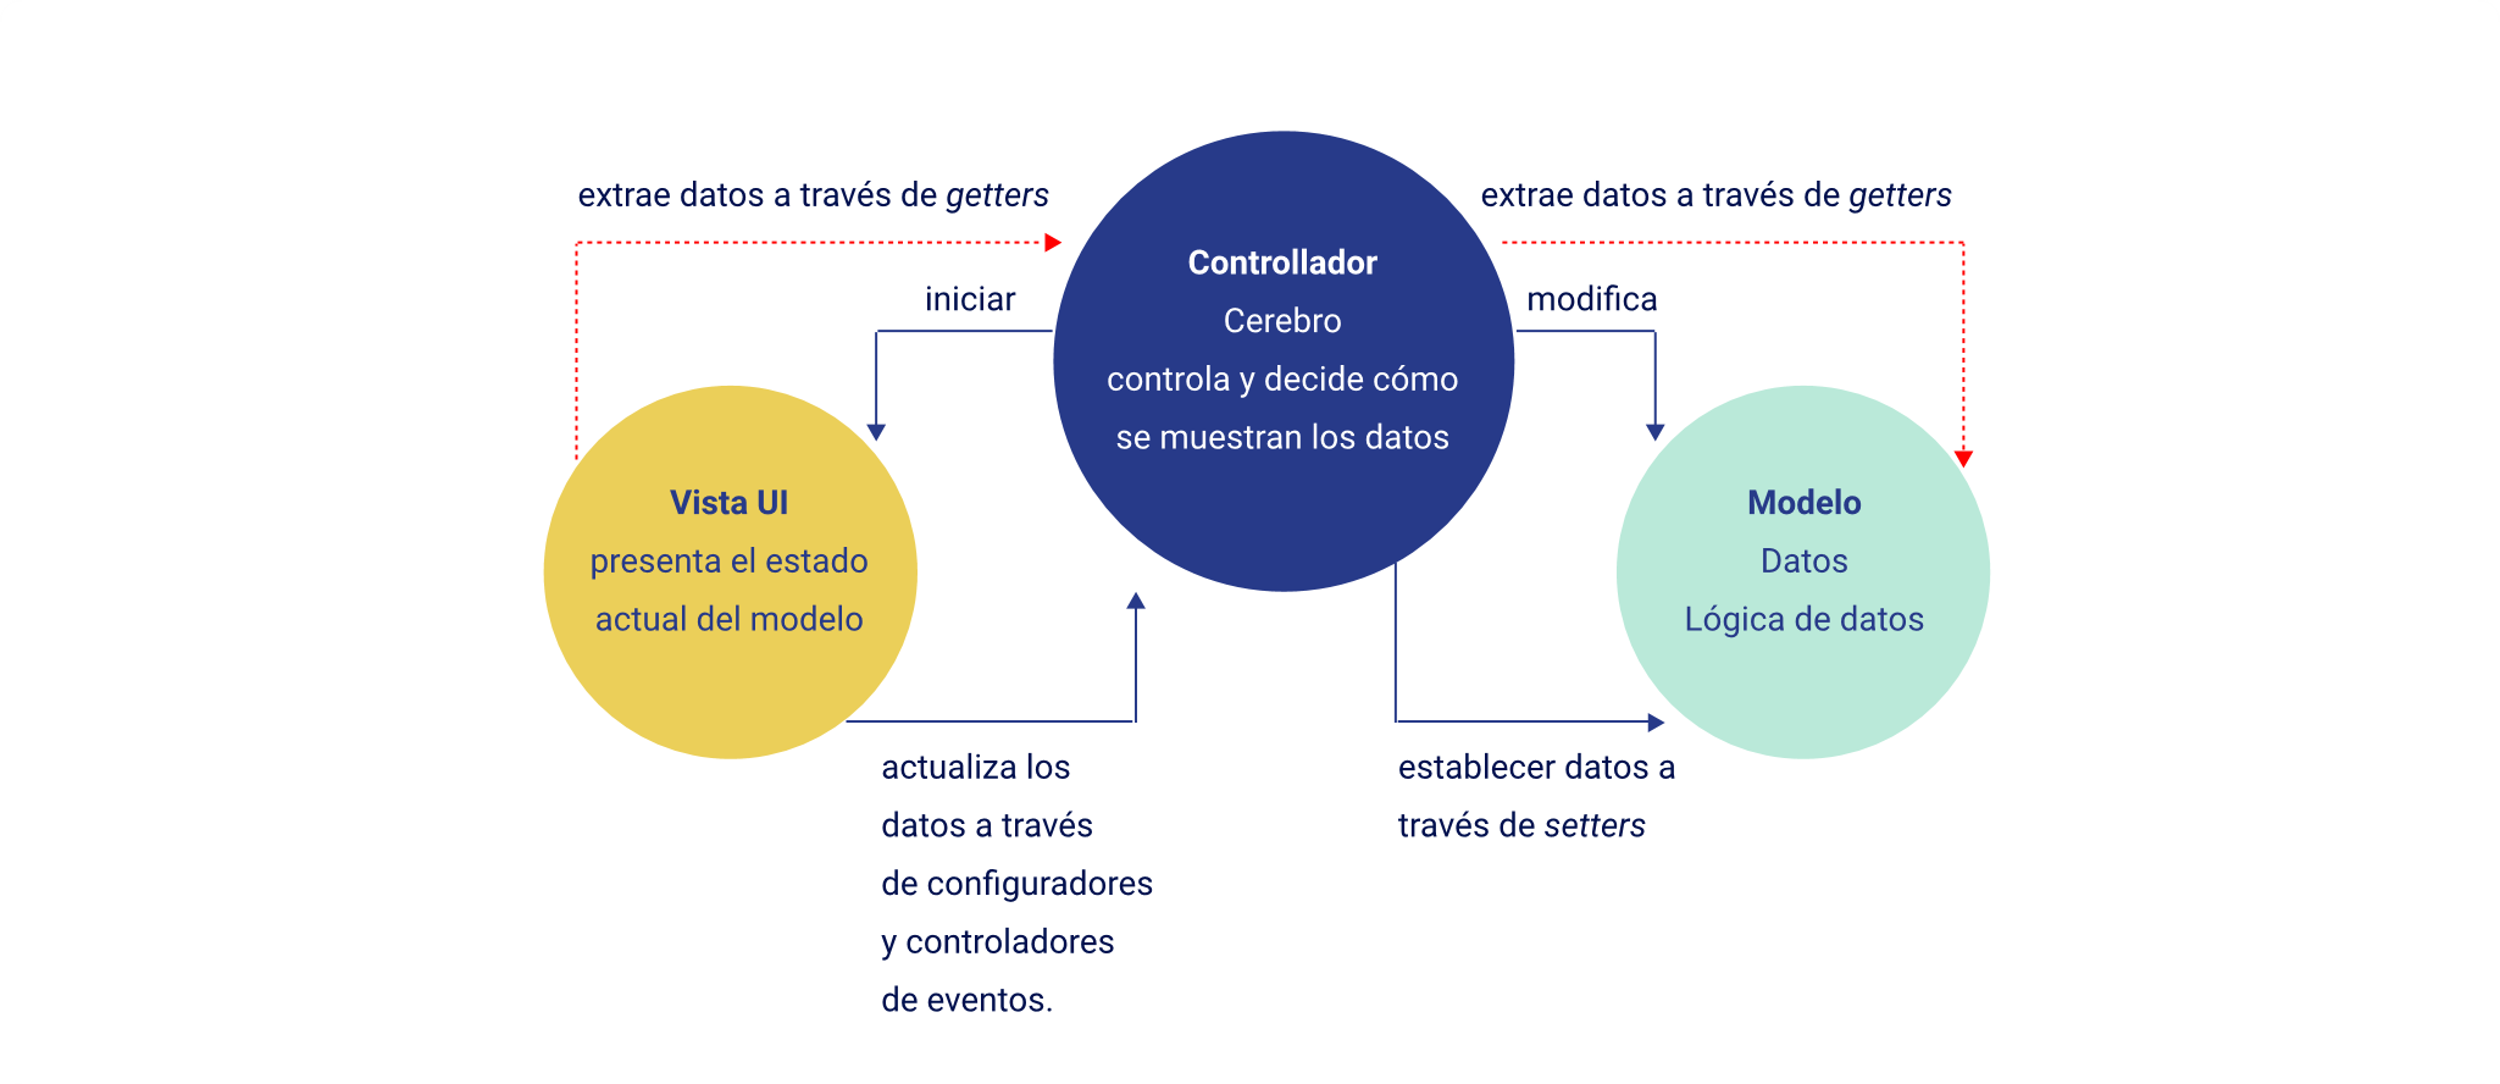 extrae datos a través de getters
extrae datos a través de getters
Controllador
iniciar
modifica
Cerebro
controla y decide cómo
se muestran los datos
Vista UI
presenta el estado
actual del modelo
Modelo
Datos
Lógica de datos
actualiza los
datos a través
de configuradores
y controladores
de eventos.
establecer datos a
través de setters